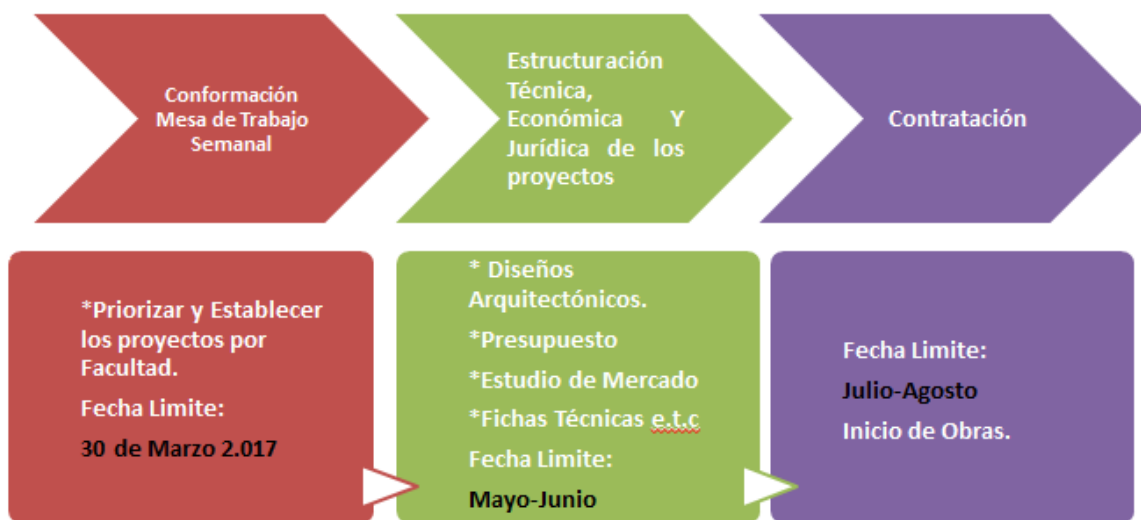 Conformación
Mesa de Trabajo
Semanal
Estructuración
Técnica,
Económica Y
Jurídica de los
proyectos
Contratación
*Priorizar y Establecer
los proyectos por
Facultad.
Fecha Limite:
30 de Marzo 2.017
* Diseños
Arquitectónicos.
*Presupuesto
*Estudio de Mercado
*Fichas Técnicas e.t.c
Fecha Limite:
Mayo-Junio
Fecha Limite:
Julio-Agosto
Inicio de Obras.